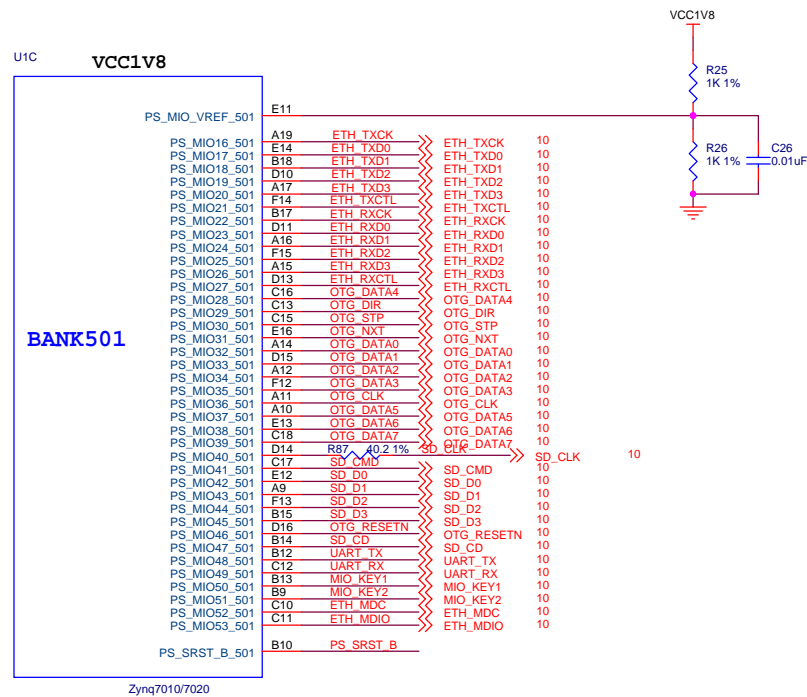 VCC1V8
U1C
VCC1V8
R25
1K 1%
PS_MIO_VREF_501 E11
R26
1K 1%
C26
0.01uF
PS_MIO16_501 A19 ETH_TXCK ETH_TXCK 10
PS_MIO17_501 E14 ETH_TXD0 ETH_TXD0 10
PS_MIO18_501 B18 ETH_TXD1 ETH_TXD1 10
PS_MIO19_501 D10 ETH_TXD2 ETH_TXD2 10
PS_MIO20_501 A17 ETH_TXD3 ETH_TXD3 10
PS_MIO21_501 F14 ETH_TXCTL ETH_TXCTL 10
PS_MIO22_501 B17 ETH_RXCK ETH_RXCK 10
PS_MIO23_501 D11 ETH_RXD0 ETH_RXD0 10
PS_MIO24_501 A16 ETH_RXD1 ETH_RXD1 10
PS_MIO25_501 F15 ETH_RXD2 ETH_RXD2 10
PS_MIO26_501 A15 ETH_RXD3 ETH_RXD3 10
PS_MIO27_501 D13 ETH_RXCTL ETH_RXCTL 10
PS_MIO28_501 C16 OTG_DATA4 OTG_DATA4 10
PS_MIO29_501 C13 OTG_DIR OTG_DIR 10
PS_MIO30_501 C15 OTG_STP OTG_STP 10
PS_MIO31_501 E16 OTG_NXT OTG_NXT 10
BANK501
PS_MIO32_501 A14 OTG_DATA0 OTG_DATA0 10
PS_MIO33_501 D15 OTG_DATA1 OTG_DATA1 10
PS_MIO34_501 A12 OTG_DATA2 OTG_DATA2 10
PS_MIO35_501 F12 OTG_DATA3 OTG_DATA3 10
PS_MIO36_501 A11 OTG_CLK OTG_CLK 10
PS_MIO37_501 A10 OTG_DATA5 OTG_DATA5 10
PS_MIO38_501 E13 OTG_DATA6 OTG_DATA6 10
PS_MIO39_501 C18 OTG_DATA7 OTG_DATA7 10
PS_MIO40_501 D14 R87 40.2 1% SD_CLK SD_CLK 10
PS_MIO41_501 C17 SD_CMD SD_CMD 10
PS_MIO42_501 E12 SD_D0 SD_D0 10
PS_MIO43_501 A9 SD_D1 SD_D1 10
PS_MIO44_501 F13 SD_D2 SD_D2 10
PS_MIO45_501 B15 SD_D3 SD_D3 10
PS_MIO46_501 D16 OTG_RESETN OTG_RESETN 10
PS_MIO47_501 B14 SD_CD SD_CD 10
PS_MIO48_501 B12 UART_TX UART_TX 10
PS_MIO49_501 C12 UART_RX UART_RX 10
PS_MIO50_501 B13 MIO_KEY1 MIO_KEY1 10
PS_MIO51_501 B9 MIO_KEY2 MIO_KEY2 10
PS_MIO52_501 C10 ETH_MDC ETH_MDC 10
PS_MIO53_501 C11 ETH_MDIO ETH_MDIO 10
PS_SRST_B_501 B10 PS_SRST_B
Zynq7010/7020